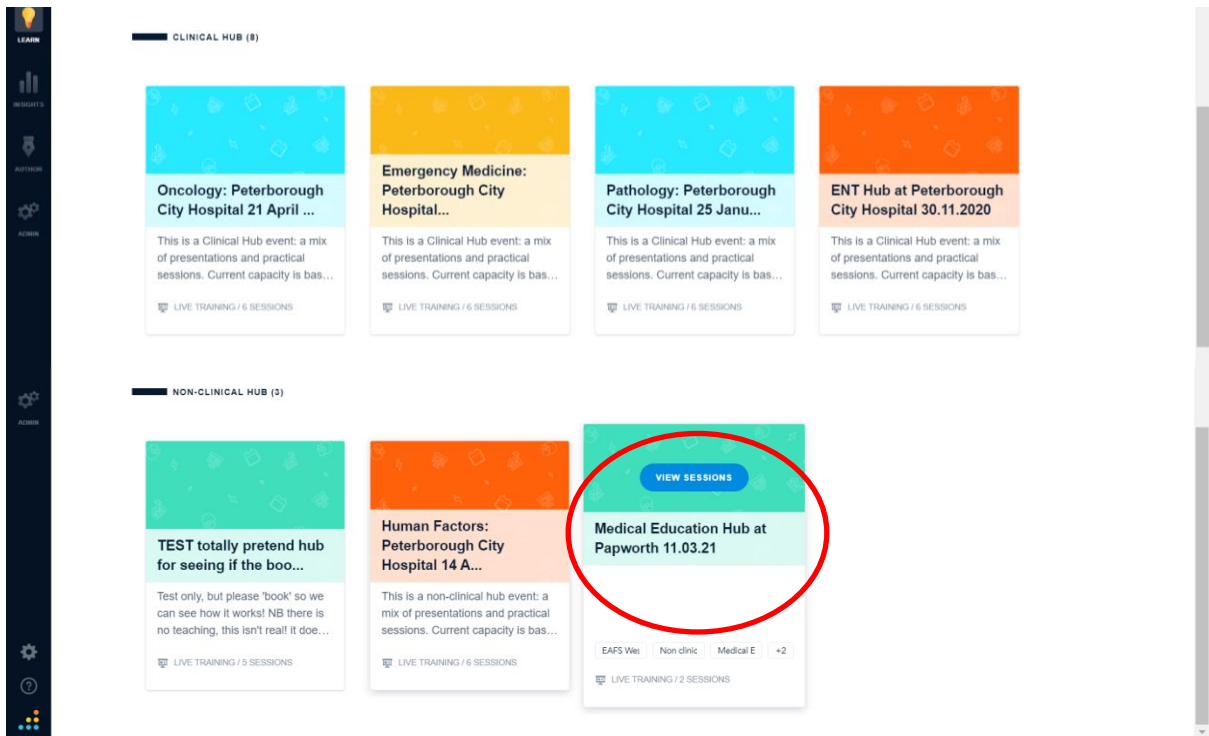 LEARN
INSIGHTS
AUTHOR
ADMIN
ADMIN
CLINICAL HUB (8)
Oncology: Peterborough
City Hospital 21 April ...
This is a Clinical Hub event: a mix
of presentations and practical
sessions. Current capacity is bas...
LIVE TRAINING / 6 SESSIONS
Emergency Medicine:
Peterborough City
Hospital...
This is a Clinical Hub event: a mix
of presentations and practical
sessions. Current capacity is bas...
LIVE TRAINING / 6 SESSIONS
Pathology: Peterborough
City Hospital 25 Janu...
This is a Clinical Hub event: a mix
of presentations and practical
sessions. Current capacity is bas...
LIVE TRAINING / 6 SESSIONS
ENT Hub at Peterborough
City Hospital 30.11.2020
This is a Clinical Hub event: a mix
of presentations and practical
sessions. Current capacity is bas...
LIVE TRAINING / 6 SESSIONS
NON-CLINICAL HUB (3)
TEST totally pretend hub
for seeing if the boo...
Test only, but please 'book' so we
can see how it works! NB there is
no teaching, this isn't real! it doe...
LIVE TRAINING / 5 SESSIONS
Human Factors:
Peterborough City
Hospital 14 A...
This is a non-clinical hub event: a
mix of presentations and practical
sessions. Current capacity is bas...
LIVE TRAINING / 6 SESSIONS
VIEW SESSIONS
Medical Education Hub at
Papworth 11.03.21
EAFS Wes Non clinic Medical E +2
LIVE TRAINING / 2 SESSIONS